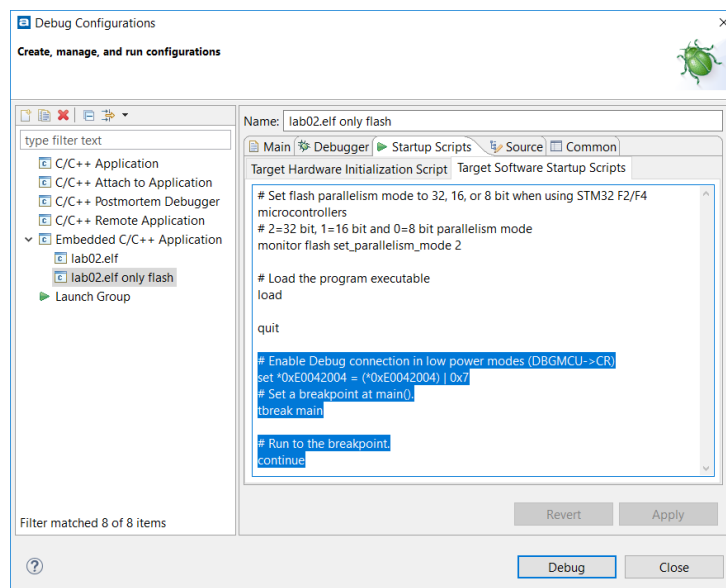 Debug Configurations
Create, manage, and run configurations
type filter text
C/C++ Application
C/C++ Attach to Application
C/C++ Postmortem Debugger
C/C++ Remote Application
Embedded C/C++ Application
lab02.elf
lab02.elf only flash
Launch Group
Filter matched 8 of 8 items
Name: lab02.elf only flash
Main Debugger Startup Scripts Source Common
Target Hardware Initialization Script Target Software Startup Scripts
# Set flash parallelism mode to 32, 16, or 8 bit when using STM32 F2/F4
microcontrollers
# 2=32 bit, 1=16 bit and 0=8 bit parallelism mode
monitor flash set_parallelism_mode 2
# Load the program executable
load
quit
# Enable Debug connection in low power modes (DBGMCU->CR)
set *0xE0042004 = (*0xE0042004) | 0x7
# Set a breakpoint at main().
tbreak main
# Run to the breakpoint.
continue
Revert Apply
Debug Close